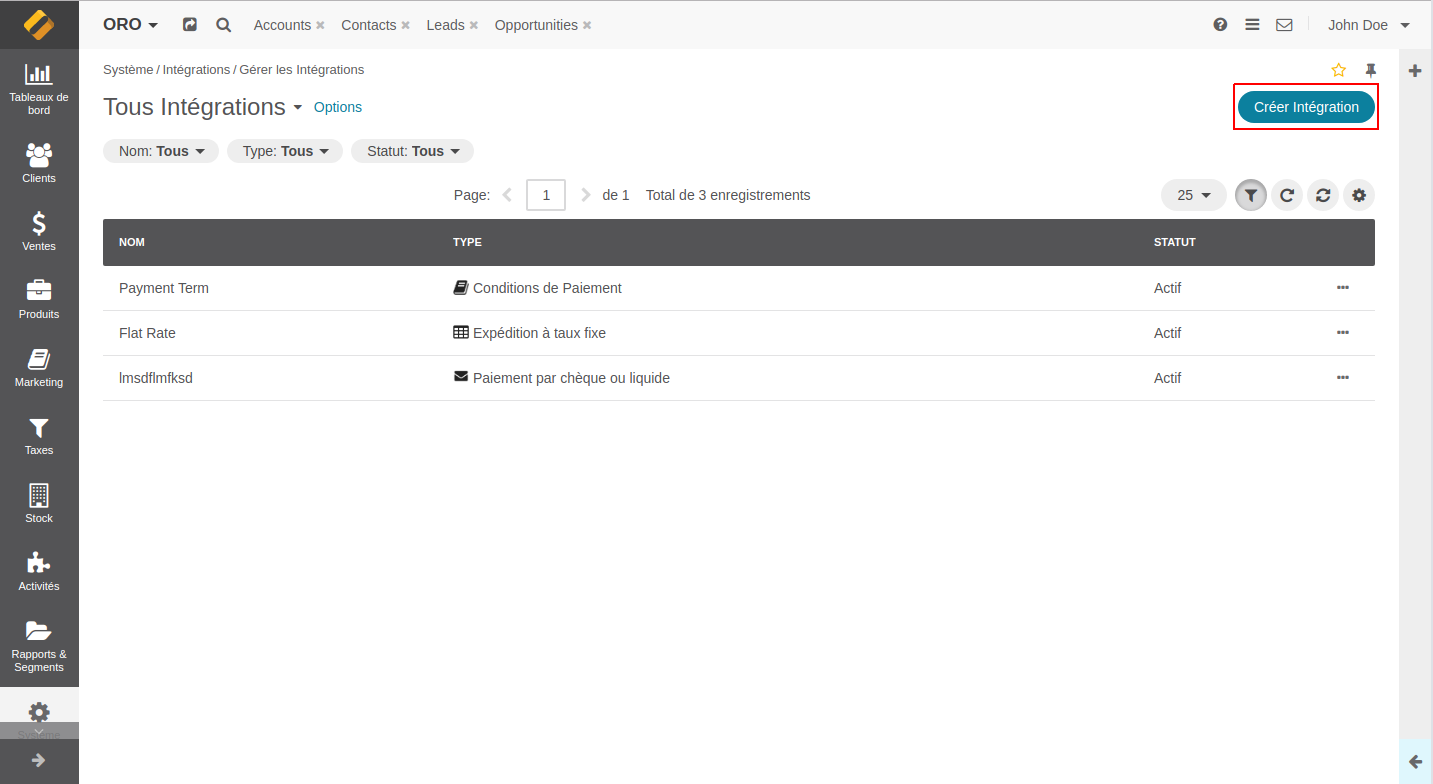 ORO Accounts Contacts Leads Opportunities John Doe
Système / Intégrations / Gérer les Intégrations
Tous Intégrations Options Créer Intégration
Nom: Tous Type: Tous Statut: Tous
Page: 1 de 1 Total de 3 enregistrements 25
NOM TYPE STATUT
Payment Term Conditions de Paiement Actif
Flat Rate Expédition à taux fixe Actif
lmsdflmfksd Paiement par chèque ou liquide Actif
Tableaux de
bord
Clients
Ventes
Produits
Marketing
Taxes
Stock
Activités
Rapports &
Segments
Système